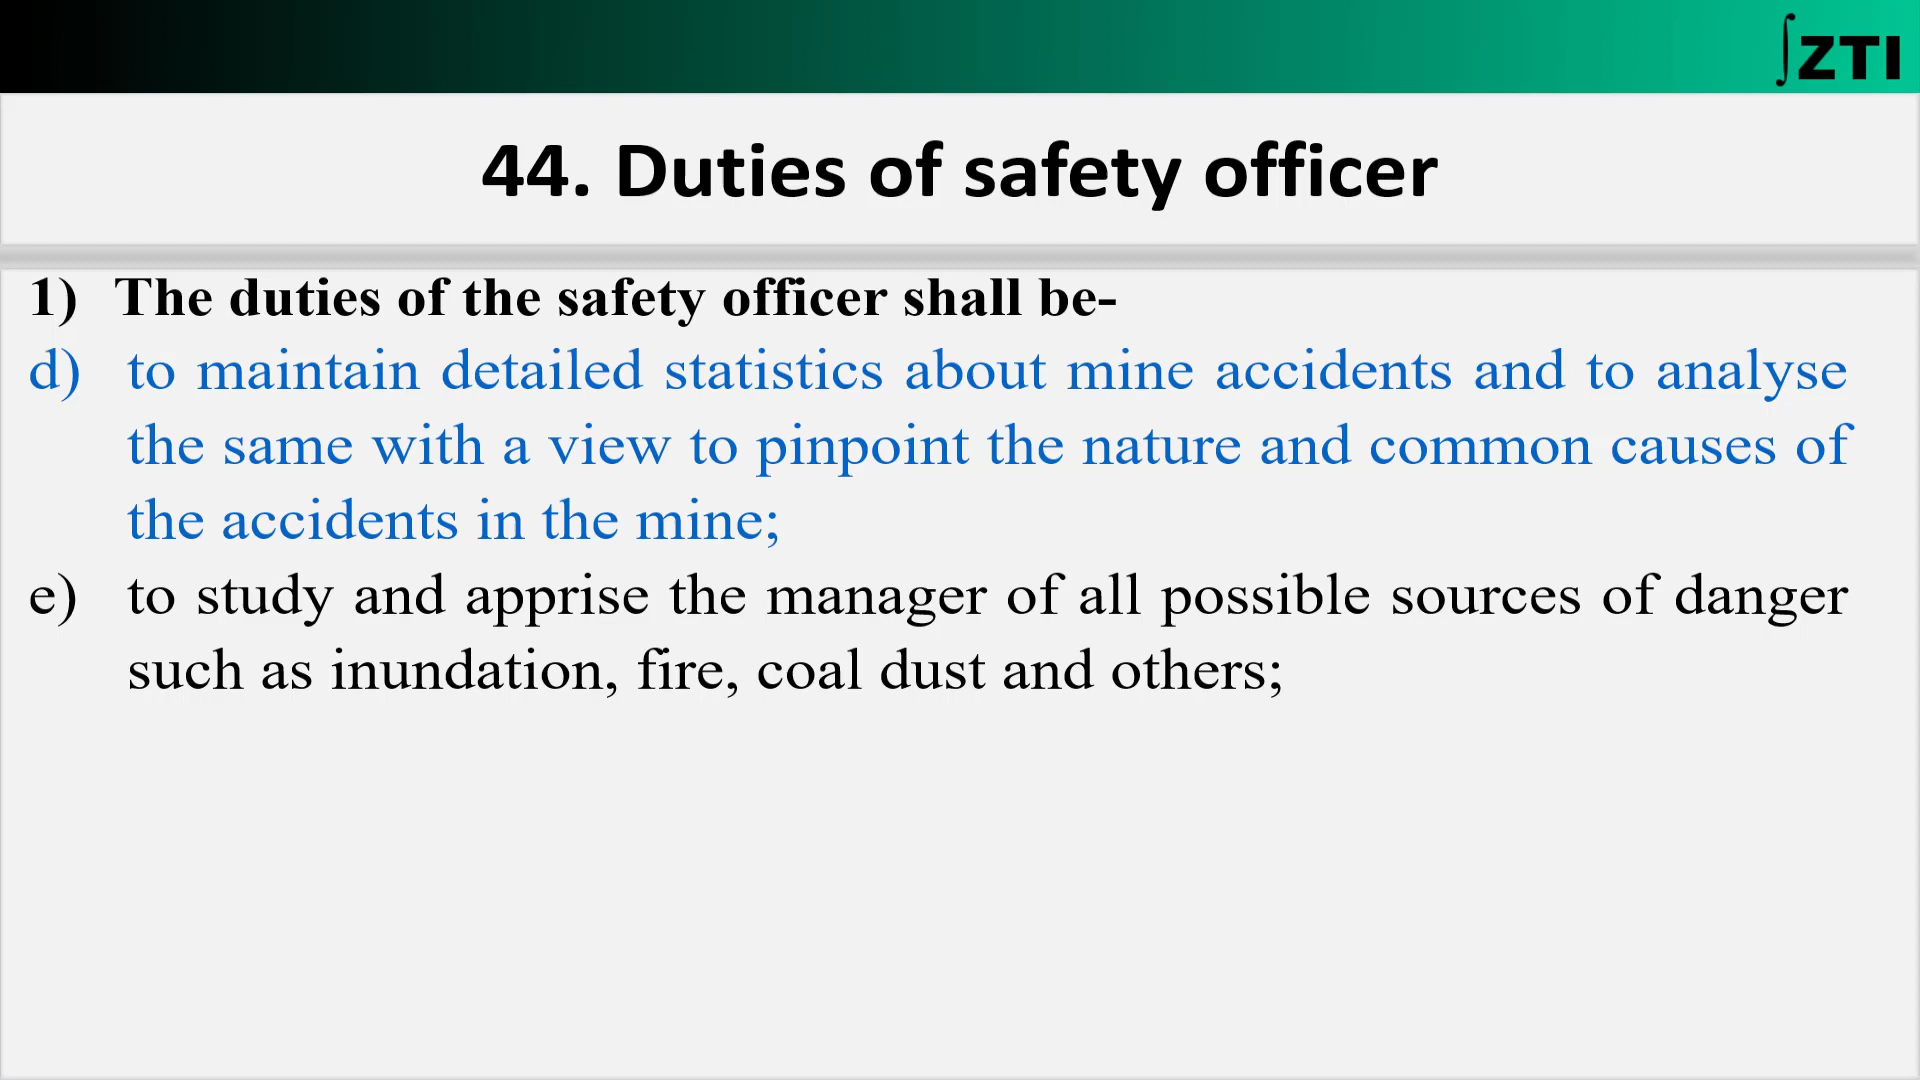 ∫ZTI
44. Duties of safety officer
1) The duties of the safety officer shall be-
d) to maintain detailed statistics about mine accidents and to analyse
the same with a view to pinpoint the nature and common causes of
the accidents in the mine;
e) to study and apprise the manager of all possible sources of danger
such as inundation, fire, coal dust and others;